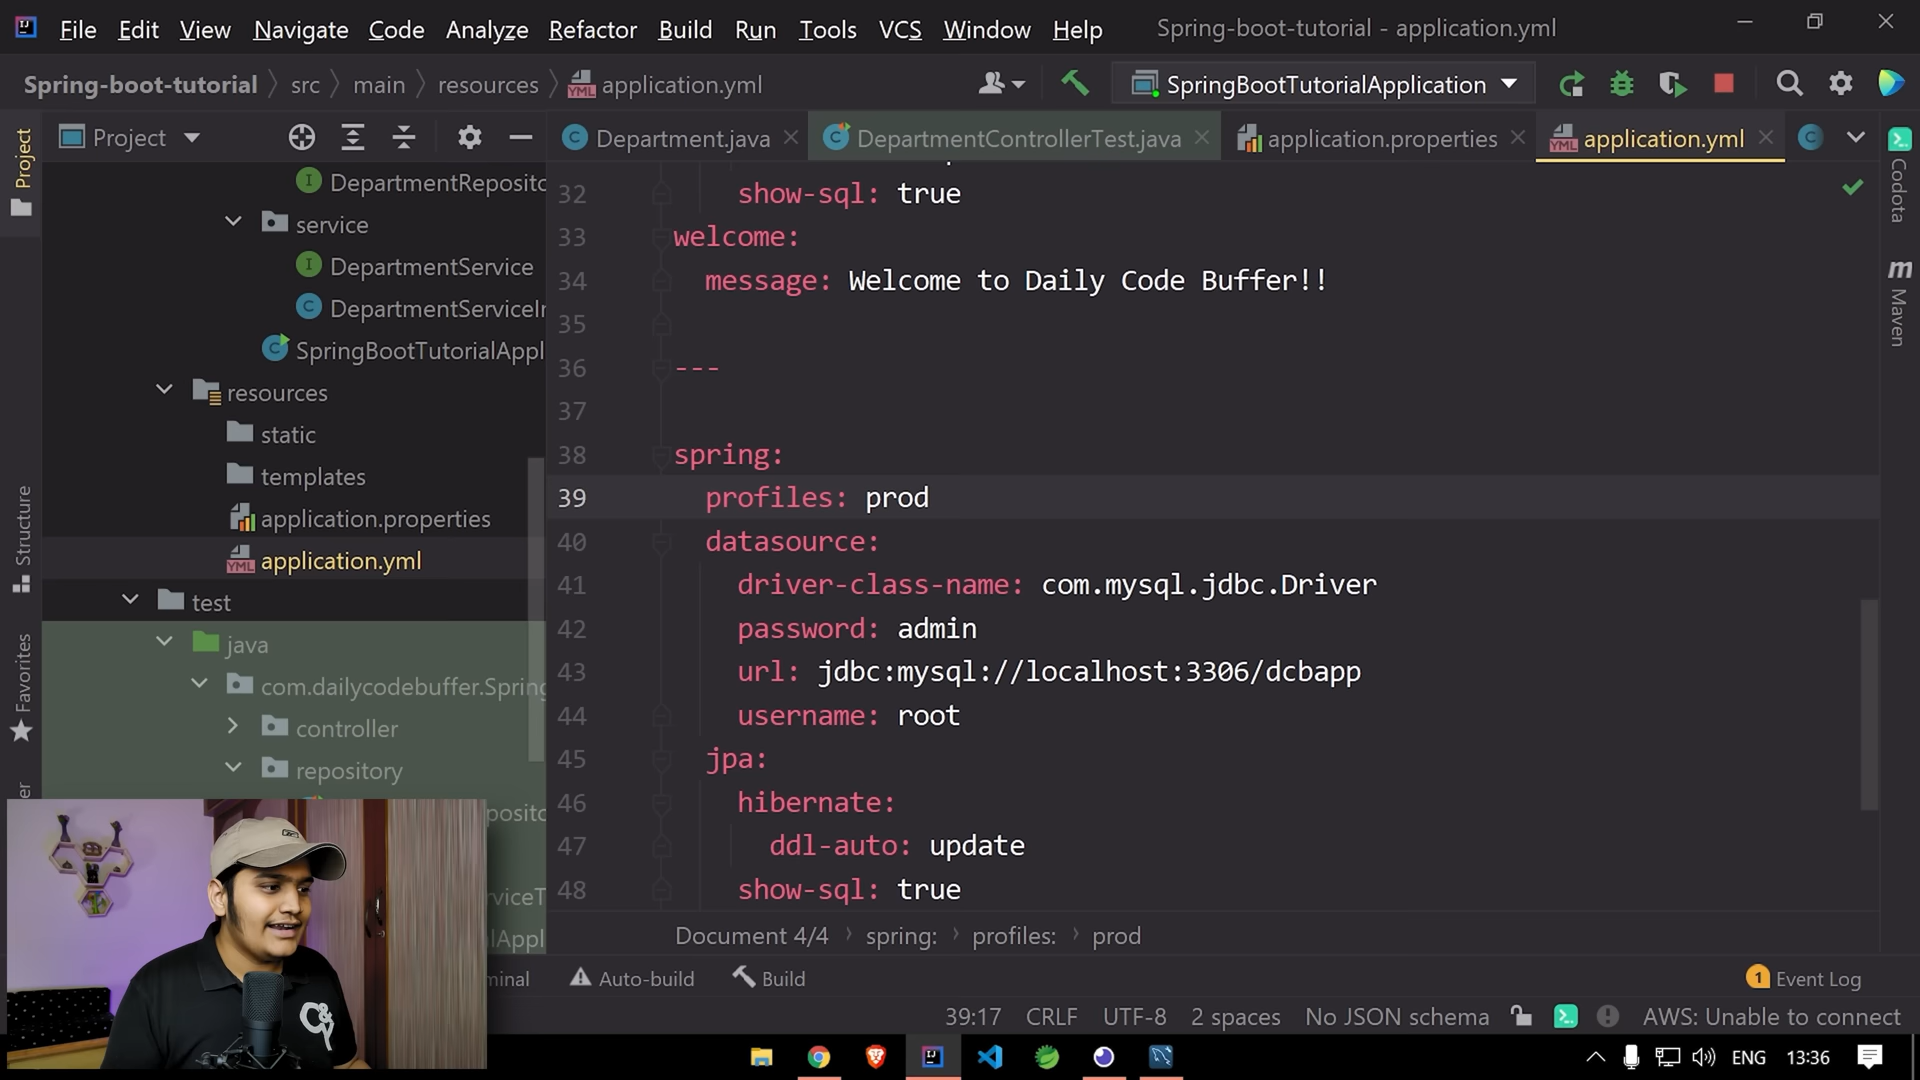 File Edit View Navigate Code Analyze Refactor Build Run Tools VCS Window Help Spring-boot-tutorial - application.yml
Spring-boot-tutorial src main resources application.yml SpringBootTutorialApplication
Project Department.java DepartmentControllerTest.java application.properties application.yml
Project
Structure
Favorites
Codota
Maven
DepartmentReposito
service
DepartmentService
DepartmentServiceI
SpringBootTutorialAppl
resources
static
templates
application.properties
application.yml
test
java
com.dailycodebuffer.Spring
controller
repository
posito
rviceT
lAppl
32 show-sql: true
33 welcome:
34 message: Welcome to Daily Code Buffer!!
35
36 ---
37
38 spring:
39 profiles: prod
40 datasource:
41 driver-class-name: com.mysql.jdbc.Driver
42 password: admin
43 url: jdbc:mysql://localhost:3306/dcbapp
44 username: root
45 jpa:
46 hibernate:
47 ddl-auto: update
48 show-sql: true
Document 4/4 spring: profiles: prod
minal Auto-build Build 1 Event Log
39:17 CRLF UTF-8 2 spaces No JSON schema AWS: Unable to connect
ENG 13:36